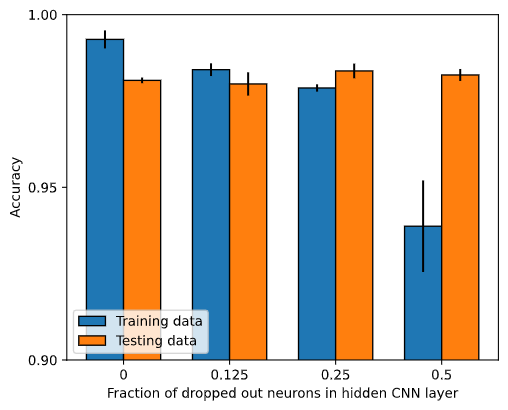 1.00
0.95
0.90
Accuracy
Training data
Testing data
0
0.125
0.25
0.5
Fraction of dropped out neurons in hidden CNN layer